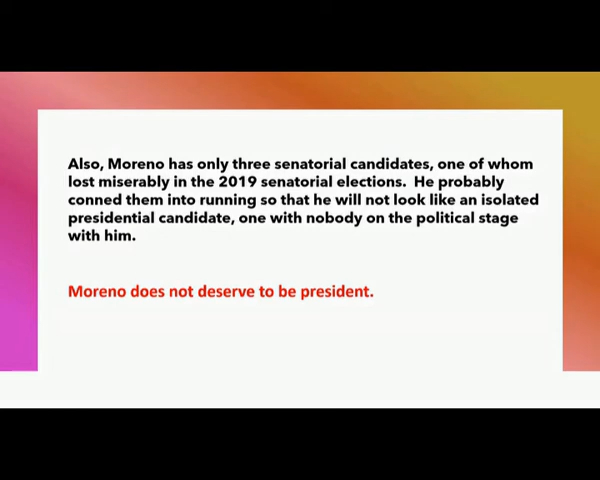 Also, Moreno has only three senatorial candidates, one of whom
lost miserably in the 2019 senatorial elections.  He probably
conned them into running so that he will not look like an isolated
presidential candidate, one with nobody on the political stage
with him.
Moreno does not deserve to be president.